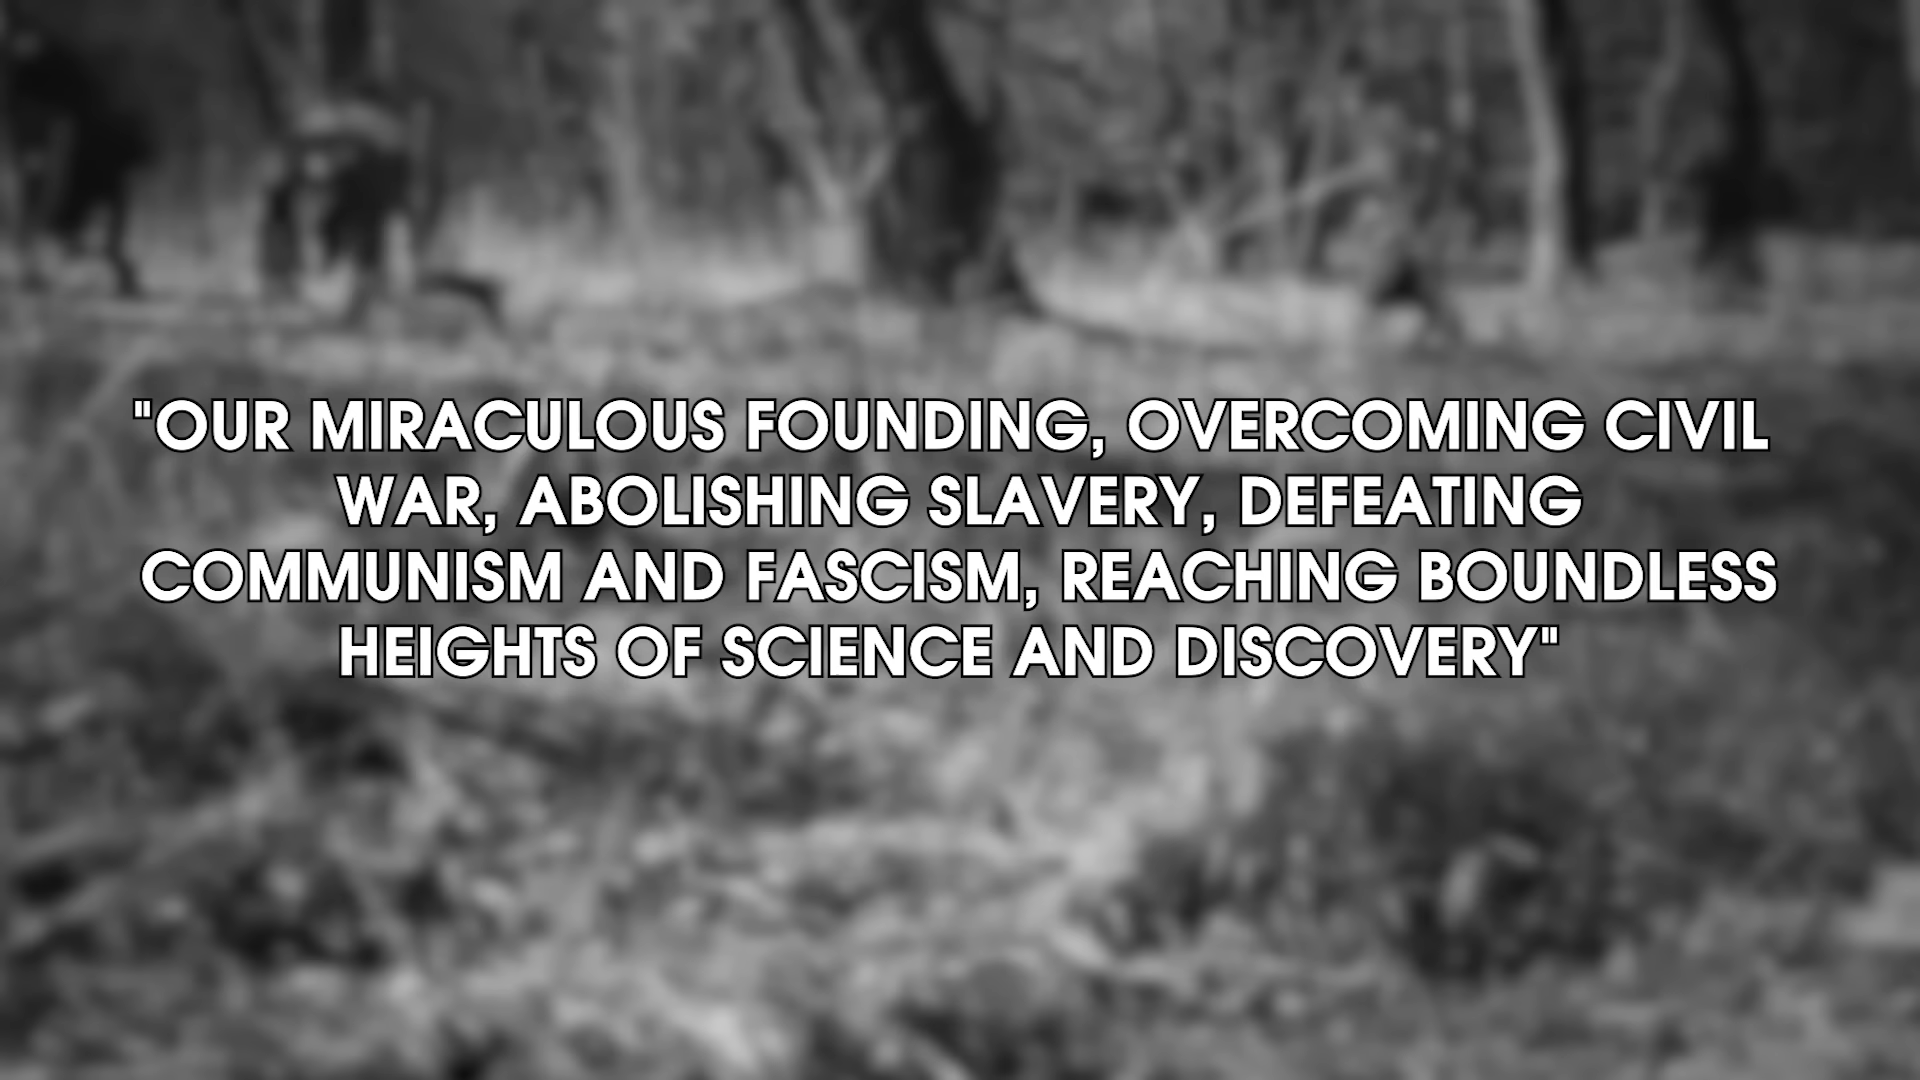 "OUR MIRACULOUS FOUNDING, OVERCOMING CIVIL
WAR, ABOLISHING SLAVERY, DEFEATING
COMMUNISM AND FASCISM, REACHING BOUNDLESS
HEIGHTS OF SCIENCE AND DISCOVERY"